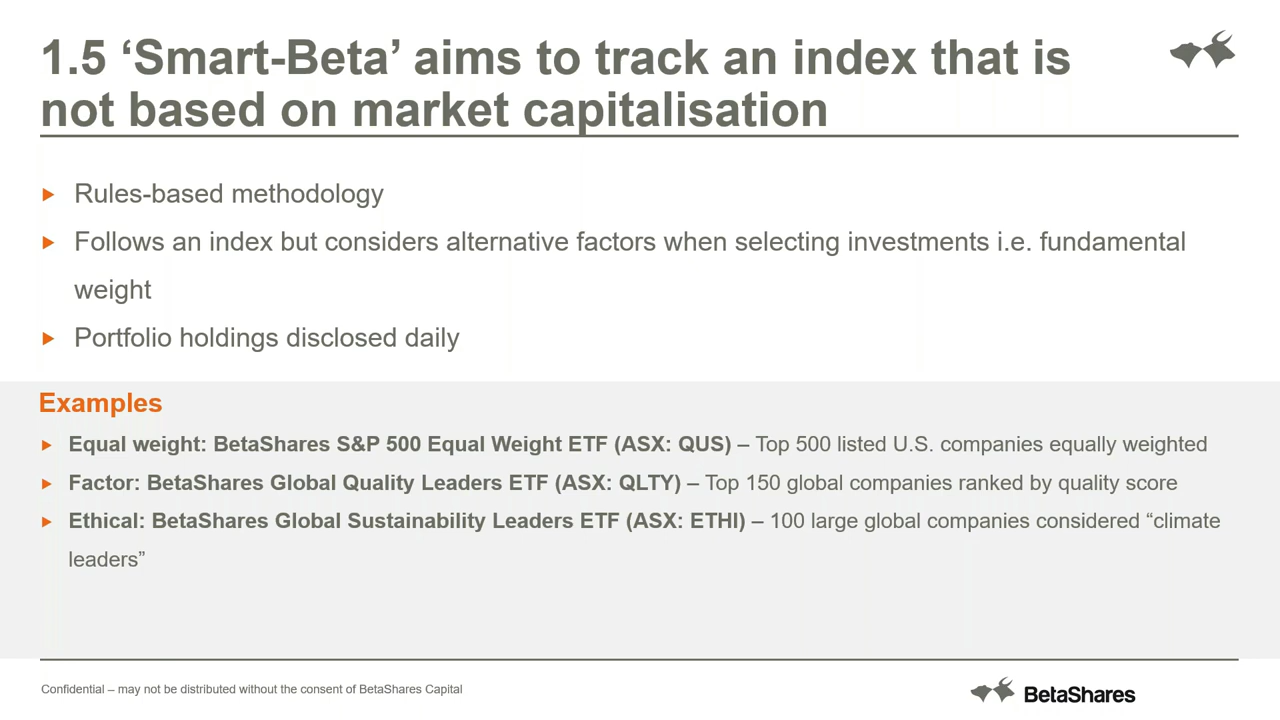 1.5 ‘Smart-Beta’ aims to track an index that is
not based on market capitalisation
Rules-based methodology
Follows an index but considers alternative factors when selecting investments i.e. fundamental
weight
Portfolio holdings disclosed daily
Examples
Equal weight: BetaShares S&P 500 Equal Weight ETF (ASX: QUS) – Top 500 listed U.S. companies equally weighted
Factor: BetaShares Global Quality Leaders ETF (ASX: QLTY) – Top 150 global companies ranked by quality score
Ethical: BetaShares Global Sustainability Leaders ETF (ASX: ETHI) – 100 large global companies considered “climate
leaders”
Confidential – may not be distributed without the consent of BetaShares Capital
BetaShares